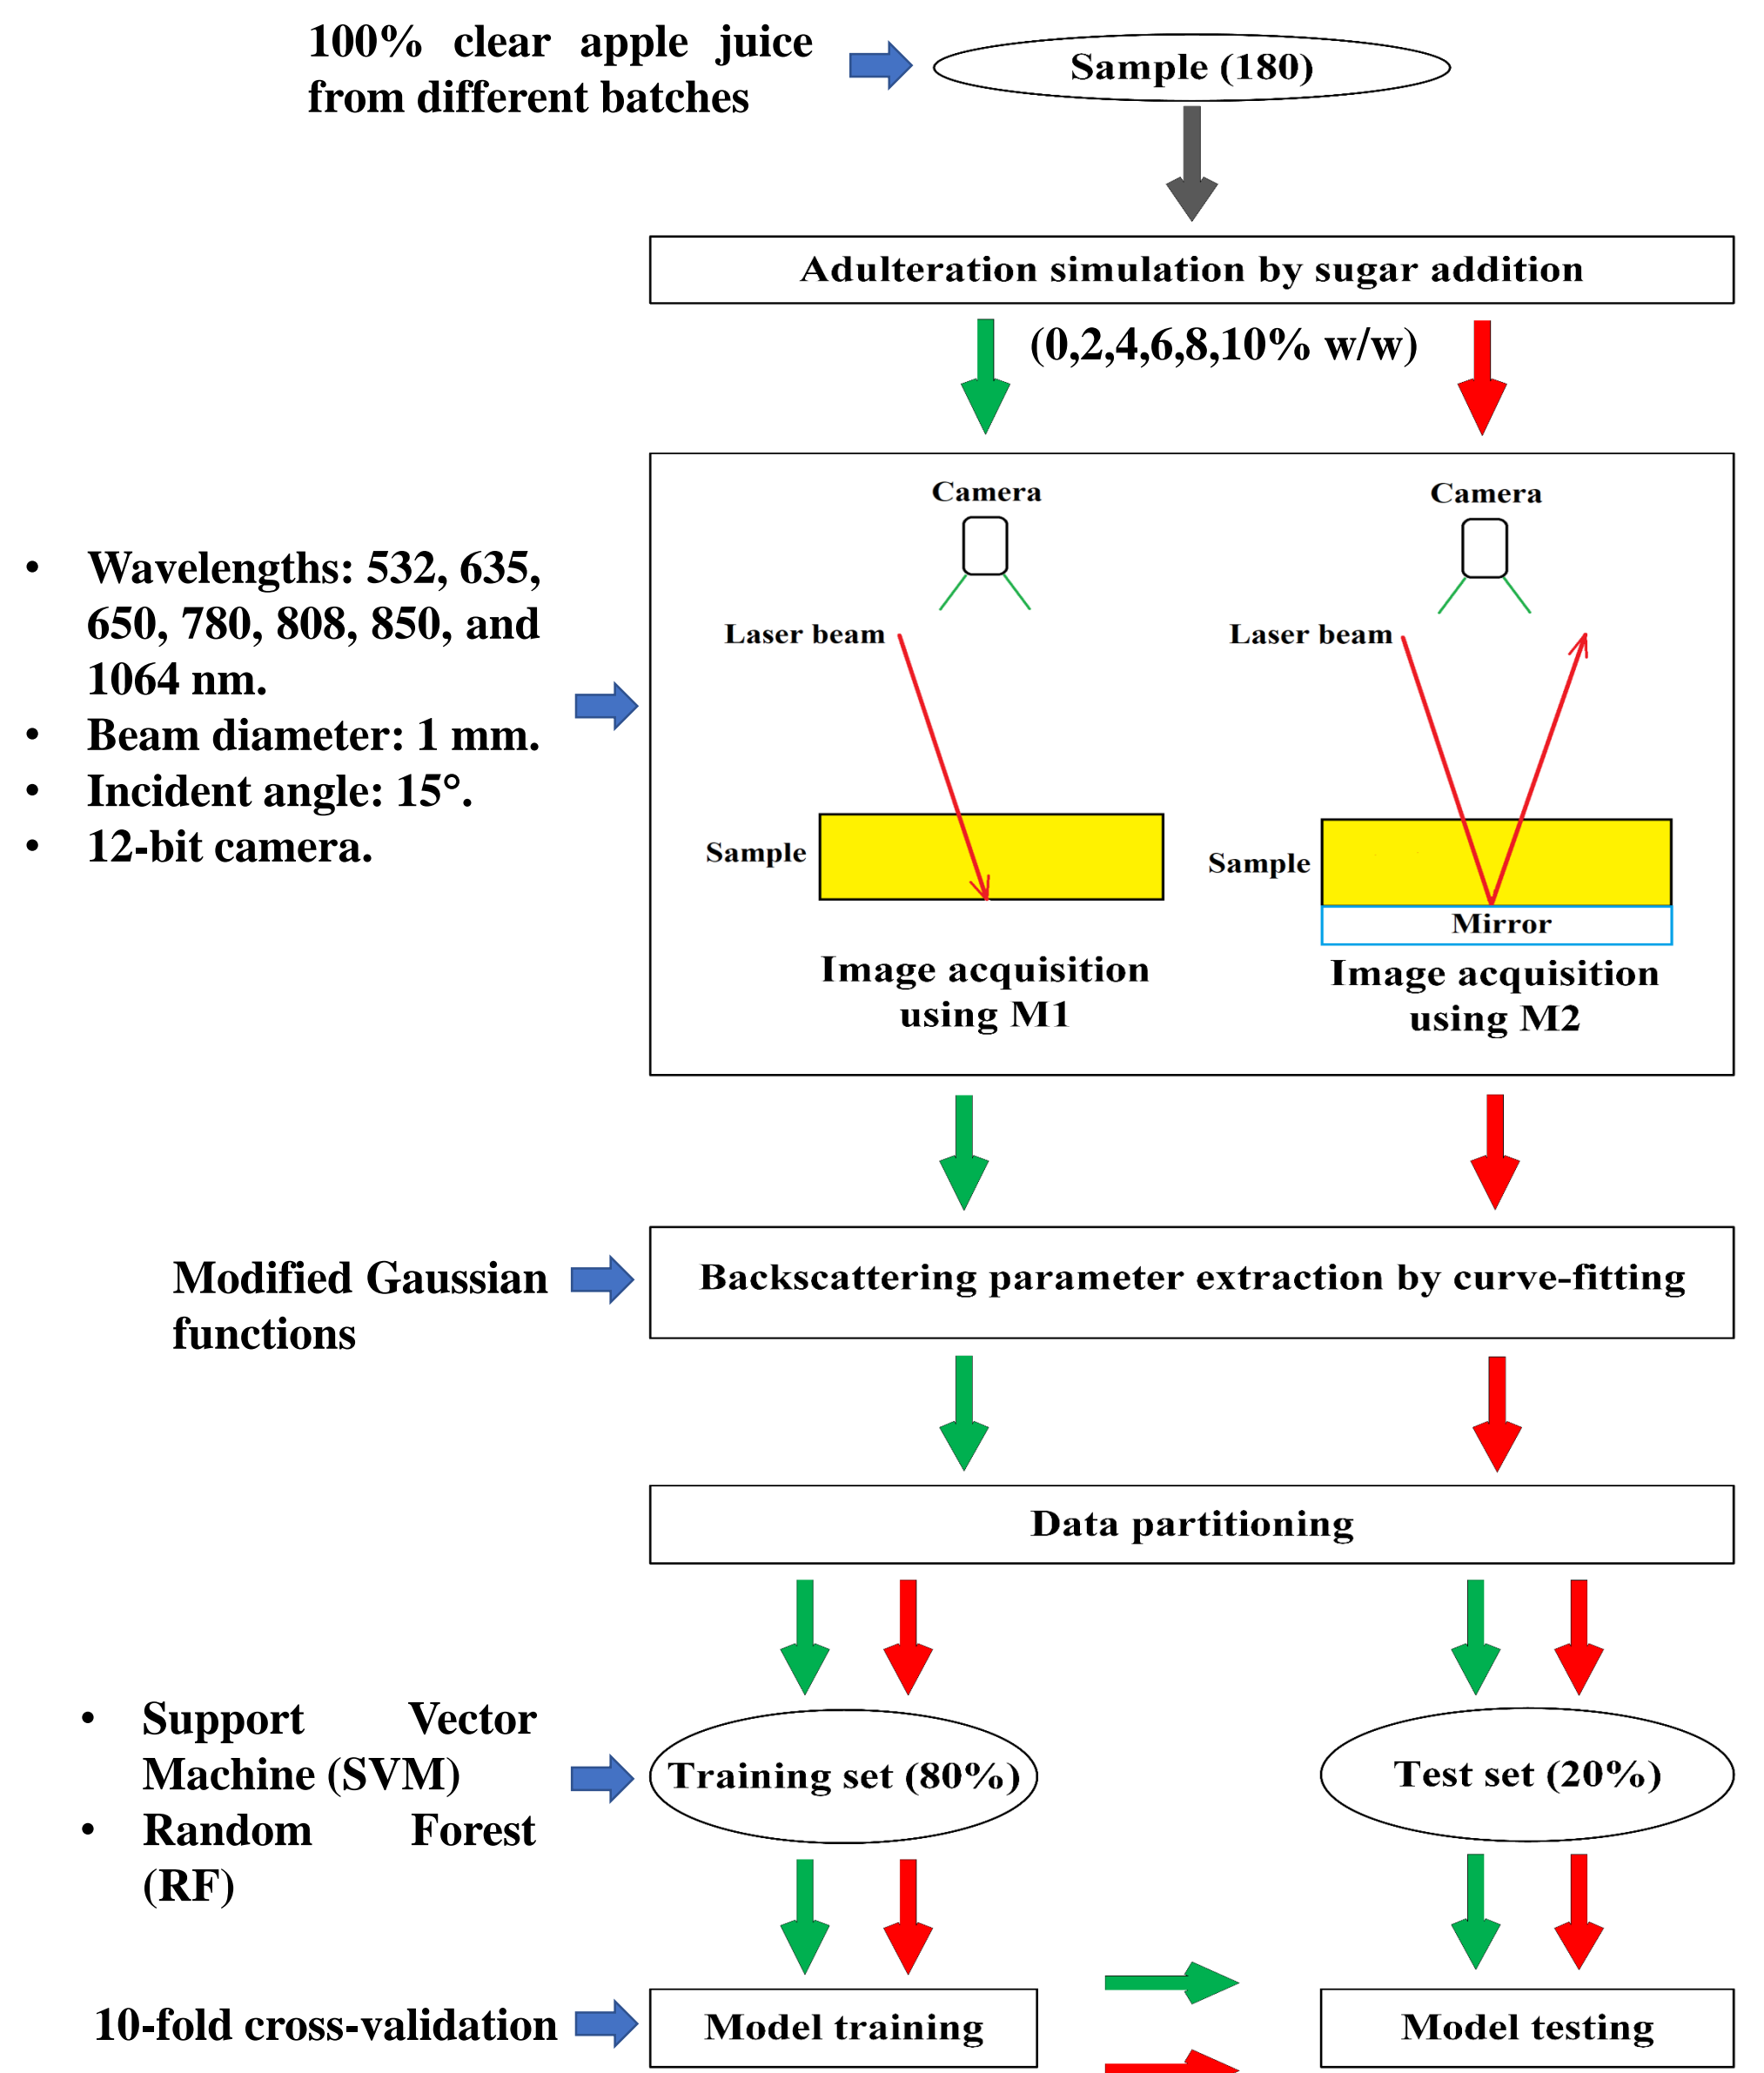 100% clear apple juice
from different batches
Sample (180)
Adulteration simulation by sugar addition
(0,2,4,6,8,10% w/w)
• Wavelengths: 532, 635,
650, 780, 808, 850, and
1064 nm.
• Beam diameter: 1 mm.
• Incident angle: 15°.
• 12-bit camera.
Camera
Laser beam
Sample
Image acquisition
using M1
Camera
Laser beam
Sample
Mirror
Image acquisition
using M2
Modified Gaussian
functions
Backscattering parameter extraction by curve-fitting
Data partitioning
• Support Vector
Machine (SVM)
• Random Forest
(RF)
Training set (80%)
Test set (20%)
10-fold cross-validation
Model training
Model testing